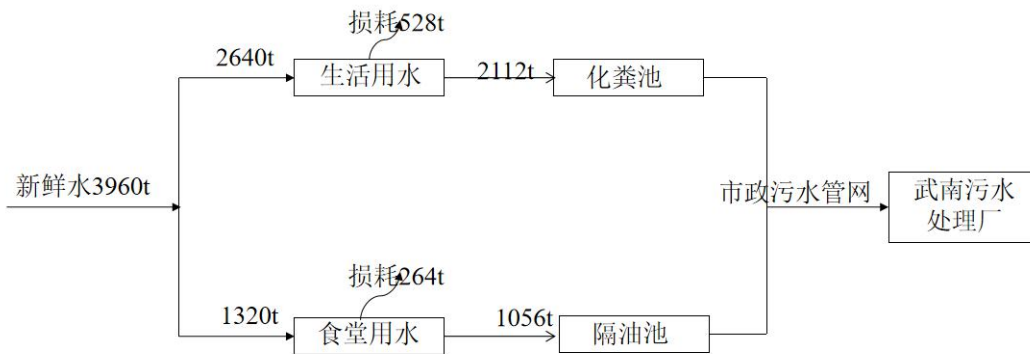 损耗528t
2640t
生活用水
2112t
化粪池
新鲜水3960t
市政污水管网
武南污水
处理厂
损耗264t
1320t
食堂用水
1056t
隔油池